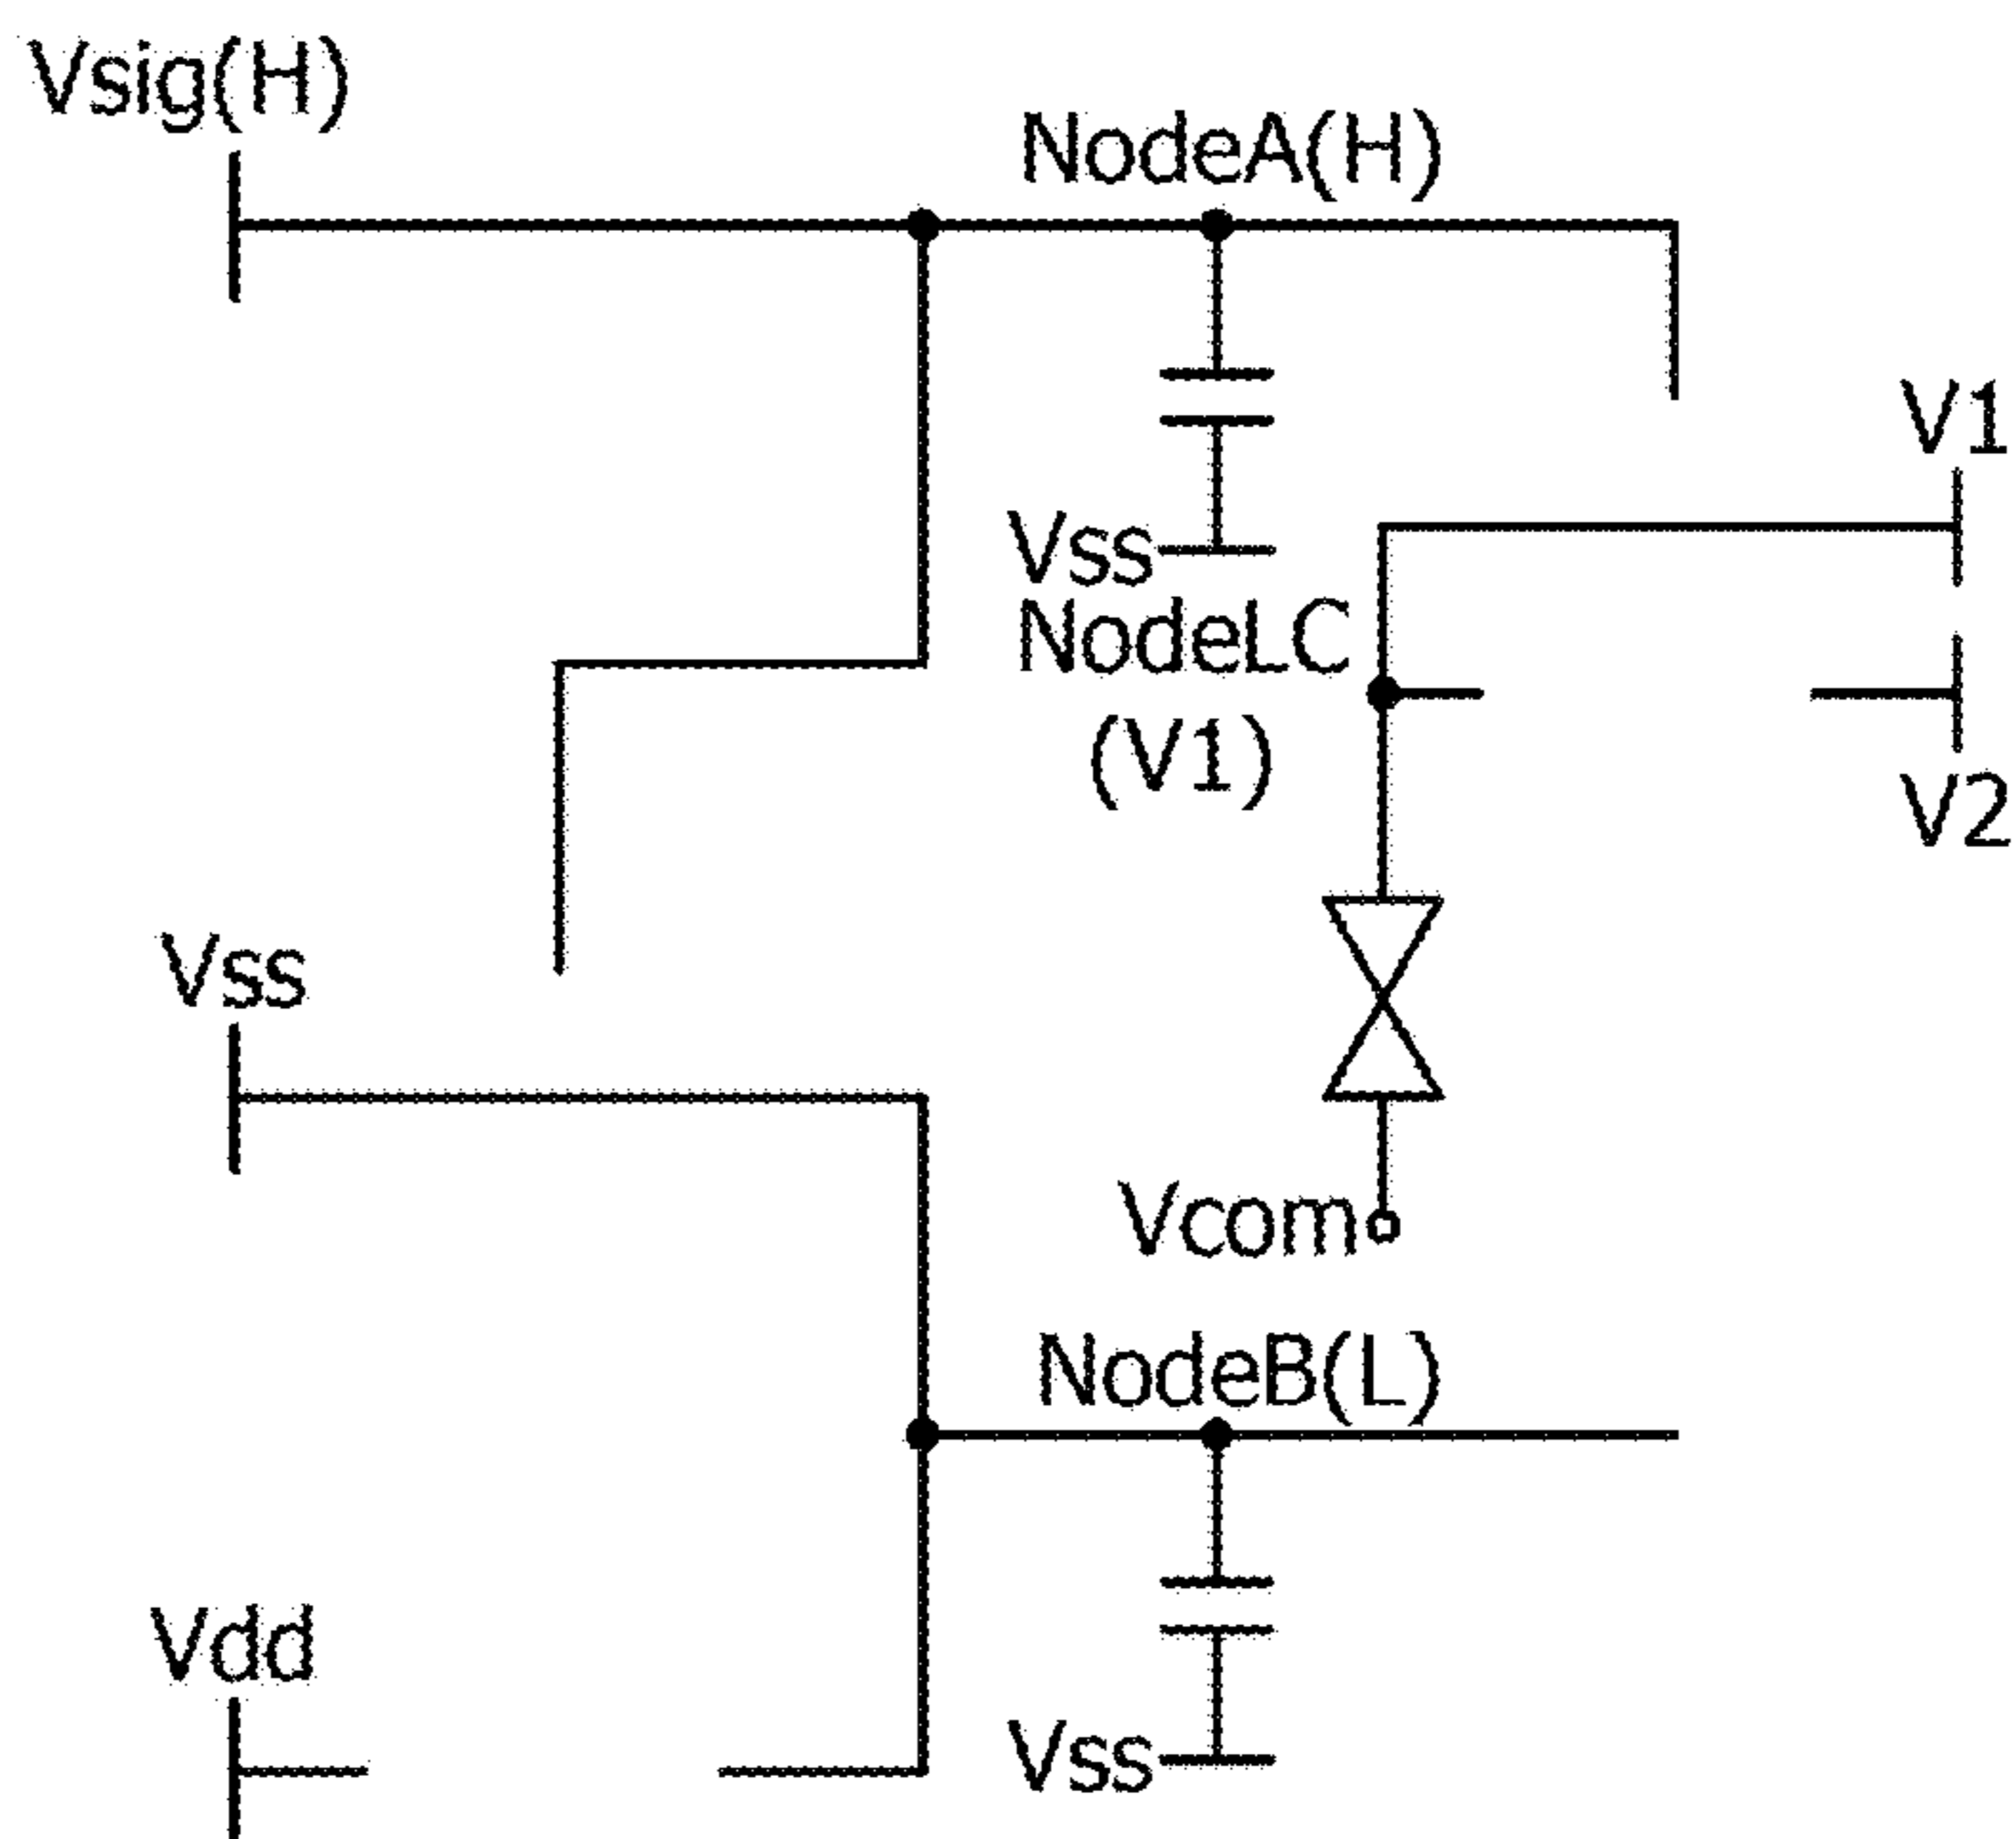 Vsig(H)
NodeA(H)
V1
Vss
NodeLC
(V1)
V2
Vss
Vcom
NodeB(L)
Vdd
Vss